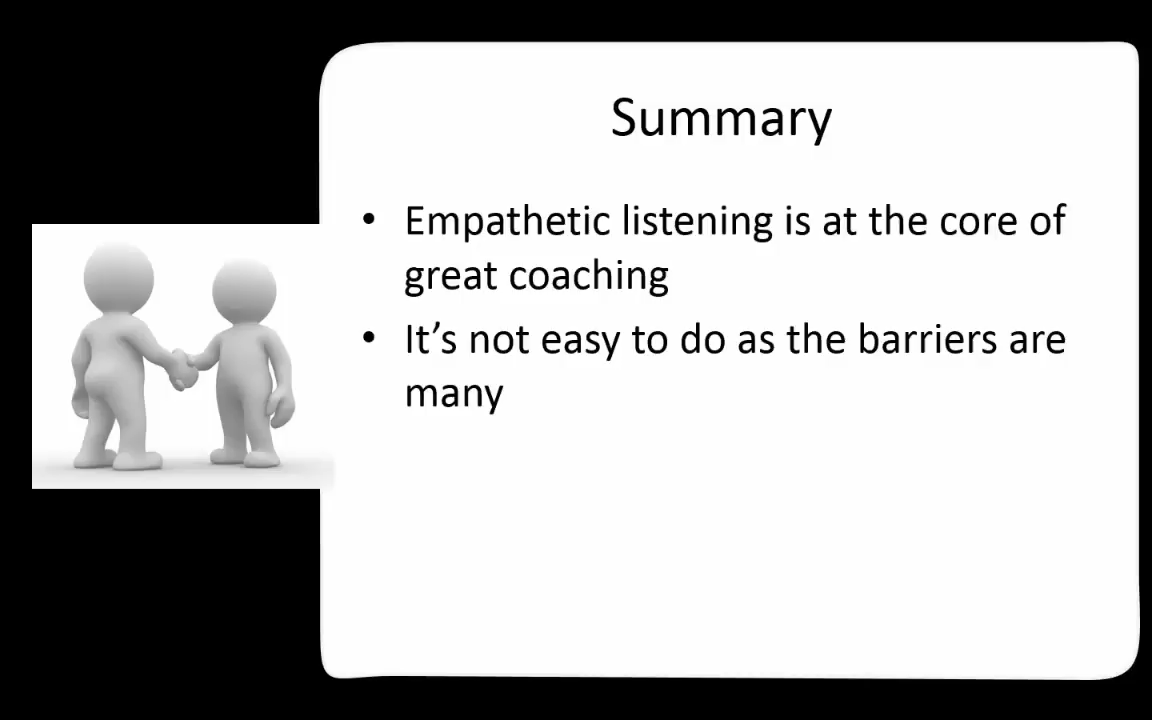 Summary
• Empathetic listening is at the core of
great coaching
• It’s not easy to do as the barriers are
many